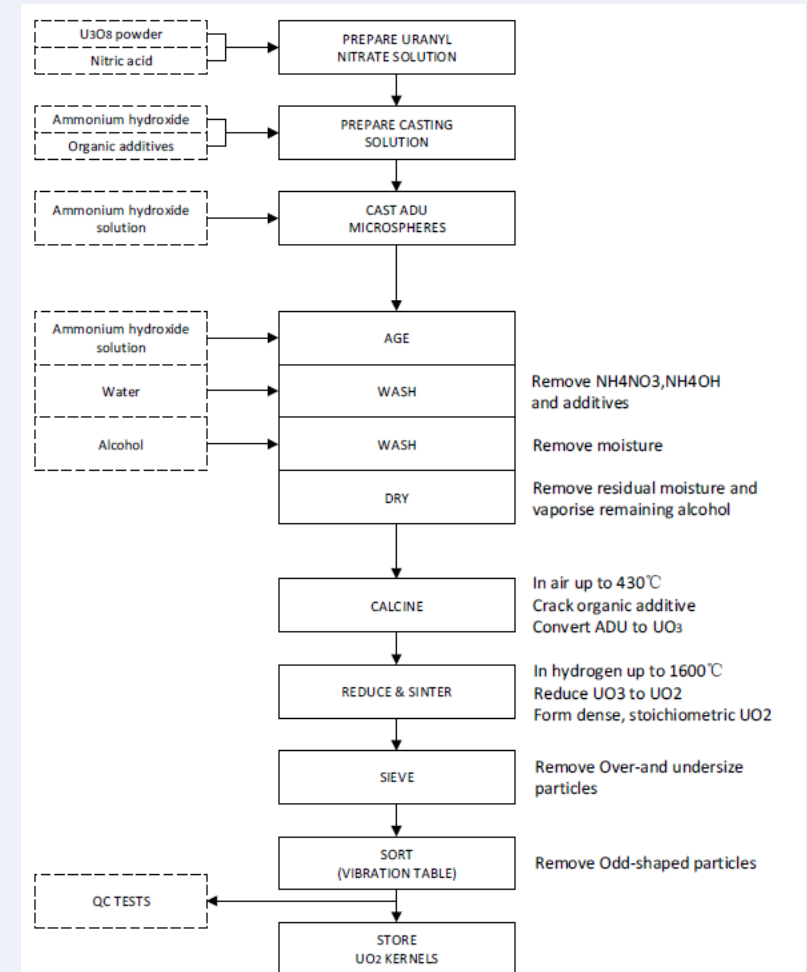 U3O8 powder
Nitric acid
PREPARE URANYL
NITRATE SOLUTION
Ammonium hydroxide
Organic additives
PREPARE CASTING
SOLUTION
Ammonium hydroxide
solution
CAST ADU
MICROSPHERES
Ammonium hydroxide
solution
AGE
Water
WASH
Remove NH4NO3,NH4OH
and additives
Alcohol
WASH
Remove moisture
DRY
Remove residual moisture and
vaporise remaining alcohol
CALCINE
In air up to 430℃
Crack organic additive
Convert ADU to UO3
REDUCE & SINTER
In hydrogen up to 1600℃
Reduce UO3 to UO2
Form dense, stoichiometric UO2
SIEVE
Remove Over-and undersize
particles
SORT
(VIBRATION TABLE)
Remove Odd-shaped particles
QC TESTS
STORE
UO2 KERNELS